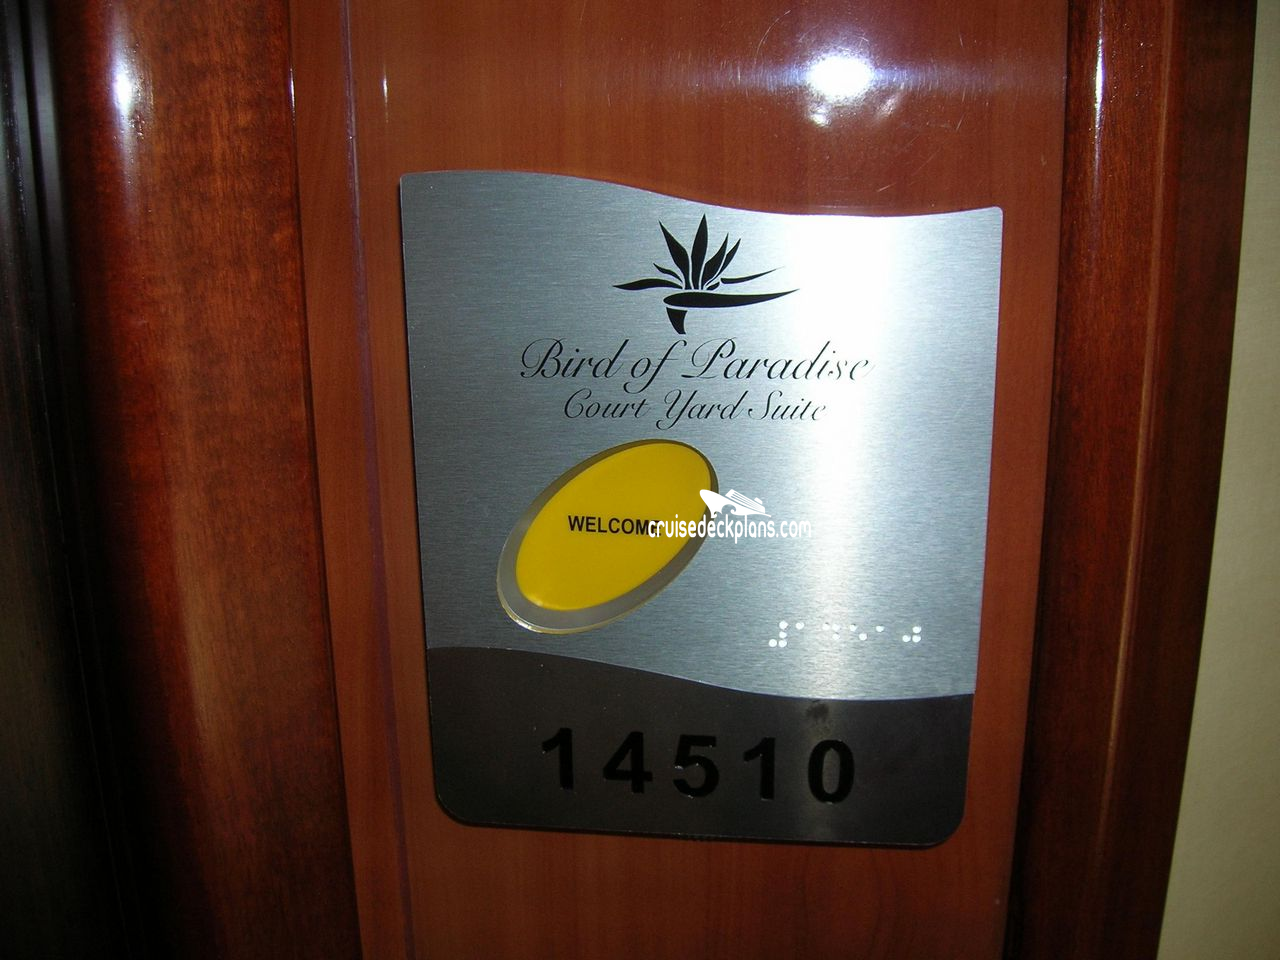 Bird of Paradise
Court Yard Suite
WELCOME
cruisedeckplans.com
⠼⠁⠙⠑⠁⠚
14510